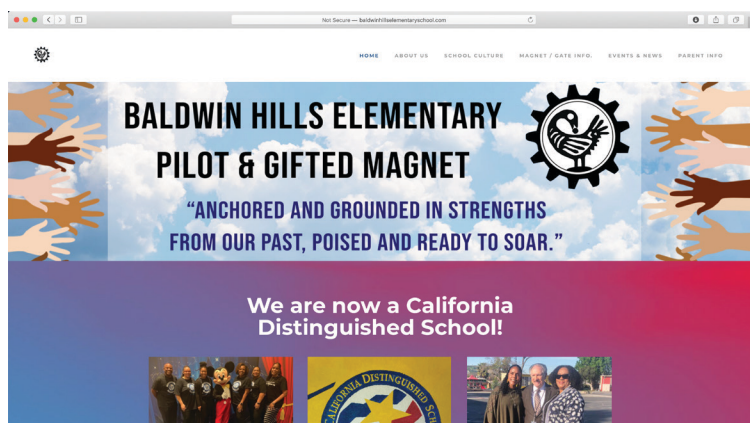 Not Secure — baldwinhillselementaryschool.com
HOME ABOUT US SCHOOL CULTURE MAGNET / GATE INFO. EVENTS & NEWS PARENT INFO
BALDWIN HILLS ELEMENTARY
PILOT & GIFTED MAGNET
“ANCHORED AND GROUNDED IN STRENGTHS
FROM OUR PAST, POISED AND READY TO SOAR.”
We are now a California
Distinguished School!
CALIFORNIA DISTINGUISHED SCH